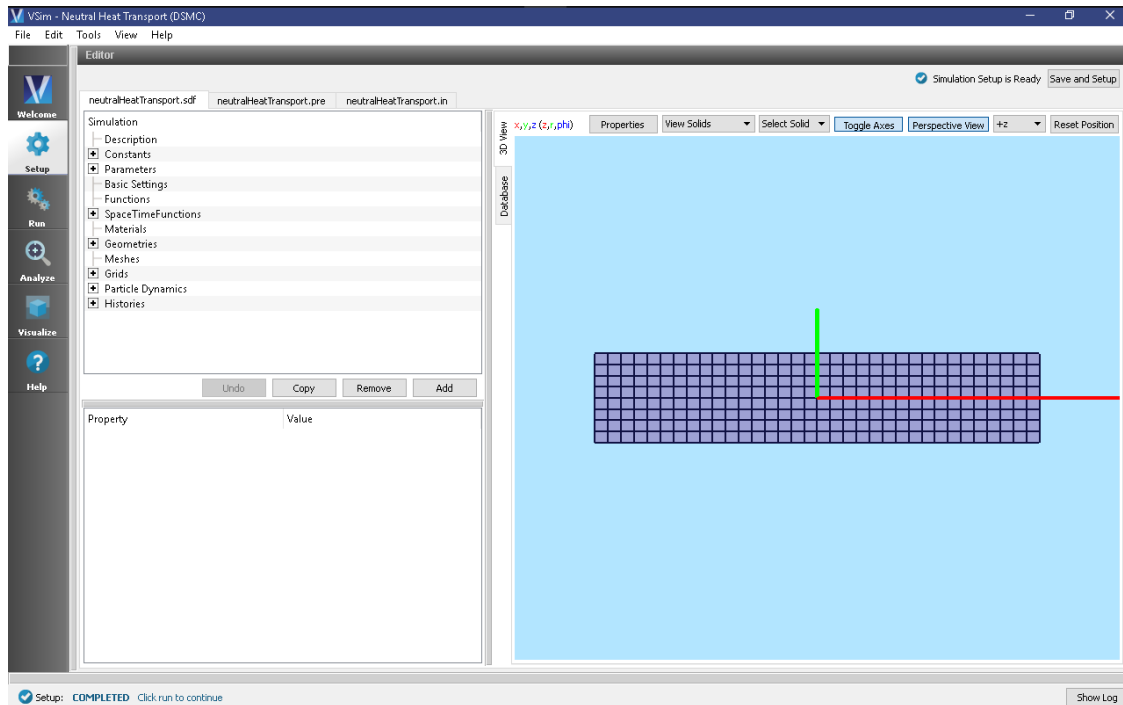 VSim - Neutral Heat Transport (DSMC)
File Edit Tools View Help
Editor
Simulation Setup is Ready Save and Setup
Welcome
Setup
Run
Analyze
Visualize
Help
neutralHeatTransport.sdf neutralHeatTransport.pre neutralHeatTransport.in
Simulation
Description
Constants
Parameters
Basic Settings
Functions
SpaceTimeFunctions
Materials
Geometries
Meshes
Grids
Particle Dynamics
Histories
Undo Copy Remove Add
Property Value
3D View
Database
x,y,z (z,r,phi) Properties View Solids Select Solid Toggle Axes Perspective View +z Reset Position
Setup: COMPLETED Click run to continue
Show Log